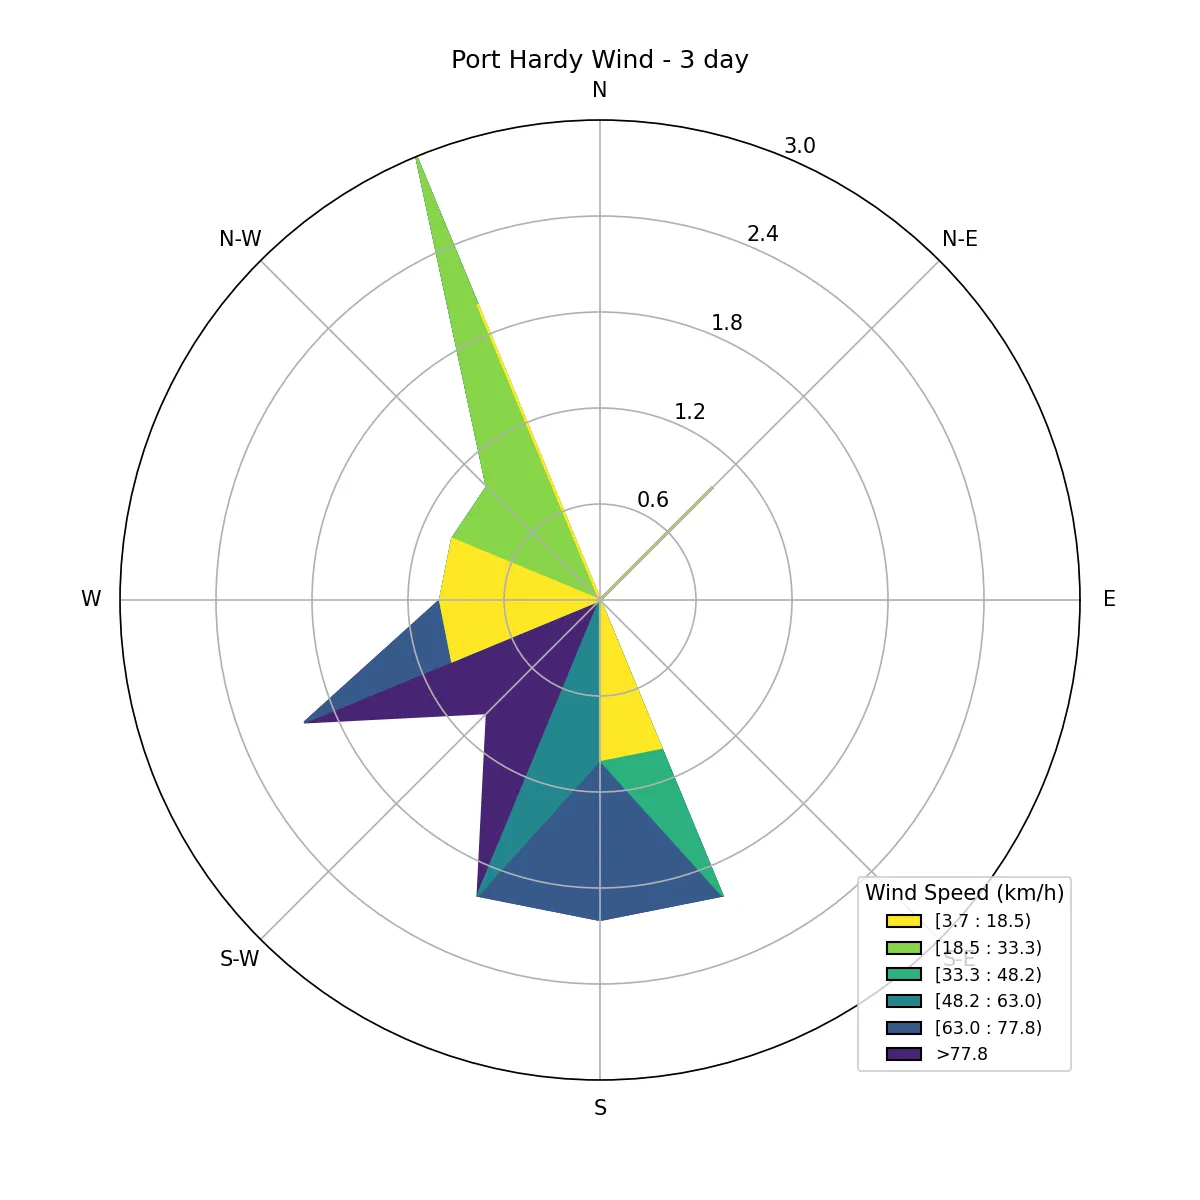 Port Hardy Wind - 3 day
N
3.0
N-W
2.4
N-E
1.8
1.2
0.6
W
E
S-W
S-E
S
Wind Speed (km/h)
[3.7 : 18.5)
[18.5 : 33.3)
[33.3 : 48.2)
[48.2 : 63.0)
[63.0 : 77.8)
>77.8